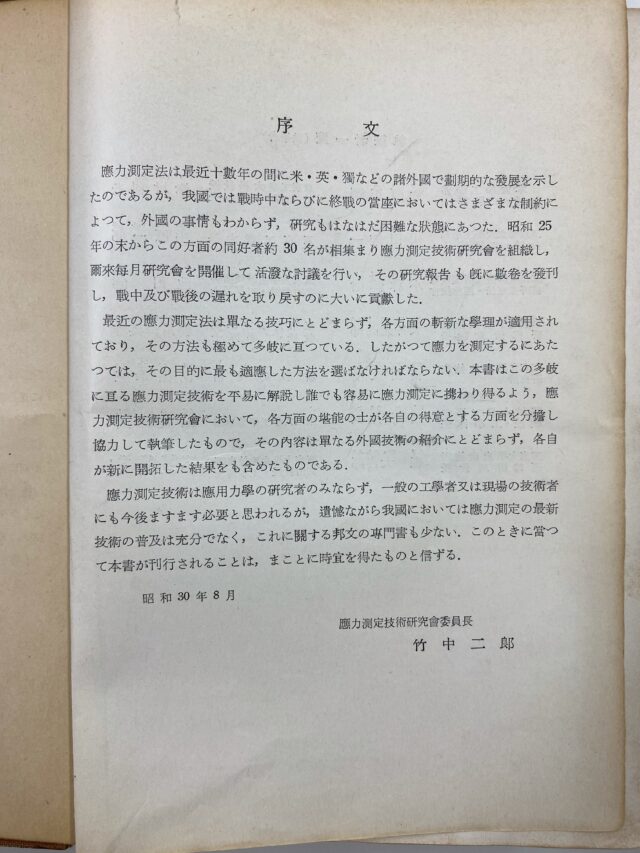 序文
應力測定法は最近十數年の間に米・英・獨などの諸外國で劃期的な發展を示し
たのであるが，我國では戰時中ならびに終戰の當座においてはさまざまな制約に
よつて，外國の事情もわからず，研究もはなはだ困難な狀態にあつた．昭和 25
年の末からこの方面の同好者約 30 名が相集まり應力測定技術硏究會を組織し，
爾來每月硏究會を開催して活潑な討議を行い，その硏究報告も既に數卷を發刊
し，戰中及び戰後の遲れを取り戾すのに大いに貢獻した．
最近の應力測定法は單なる技巧にとどまらず，各方面の斬新な學理が適用され
ており，その方法も極めて多岐に亙つている．したがつて應力を測定するにあた
つては，その目的に最も適應した方法を選ばなければならない．本書はこの多岐
に亙る應力測定技術を平易に解說し誰でも容易に應力測定に携わり得るよう，應
力測定技術硏究會において，各方面の堪能の士が各自の得意とする方面を分擔し
協力して執筆したもので，その內容は單なる外國技術の紹介にとどまらず，各自
が新に開拓した結果をも含めたものである．
應力測定技術は應用力學の硏究者のみならず，一般の工學者又は現場の技術者
にも今後ますます必要と思われるが，遺憾ながら我國においては應力測定の最新
技術の普及は充分でなく，これに關する邦文の專門書も少ない．このときに當つ
て本書が刊行されることは，まことに時宜を得たものと信ずる．
昭和 30 年 8 月
應力測定技術硏究會委員長
竹中二郞